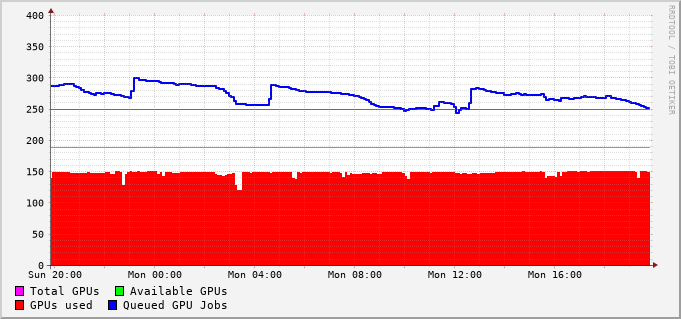 400
350
300
250
200
150
100
50
0
Sun 20:00 Mon 00:00 Mon 04:00 Mon 08:00 Mon 12:00 Mon 16:00
Total GPUs Available GPUs
GPUs used Queued GPU Jobs
RRDTOOL / TOBI OETIKER